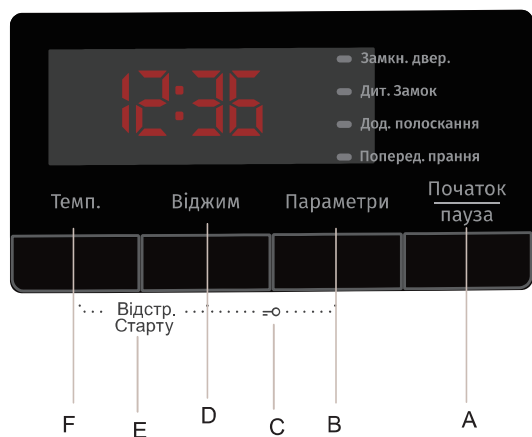 12:36
Замкн. двер.
Дит. Замок
Дод. полоскання
Поперед. прання
Темп.
Віджим
Параметри
Початок
пауза
Відстр.
Старту
F
E
D
C
B
A